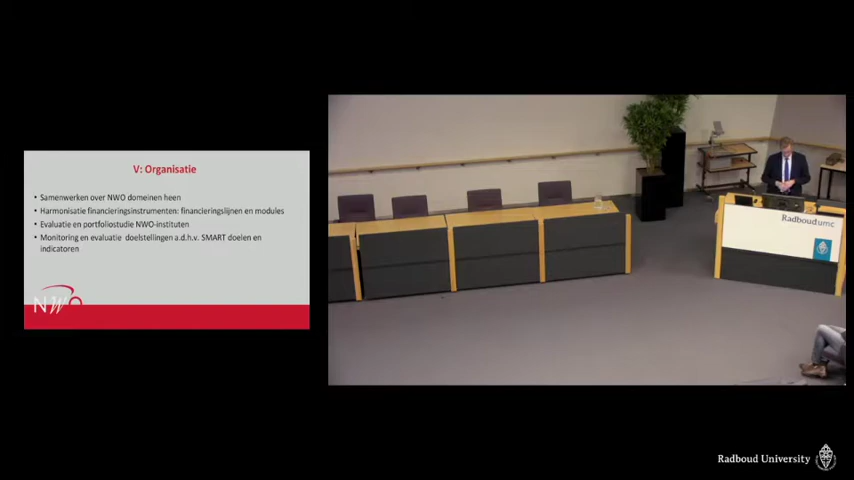 V: Organisatie
• Samenwerken over NWO domeinen heen
• Harmonisatie financieringsinstrumenten: financieringslijnen en modules
• Evaluatie en portfoliostudie NWO-instituten
• Monitoring en evaluatie doelstellingen a.d.h.v. SMART doelen en
indicatoren
NWO
Radboudumc
Radboud University